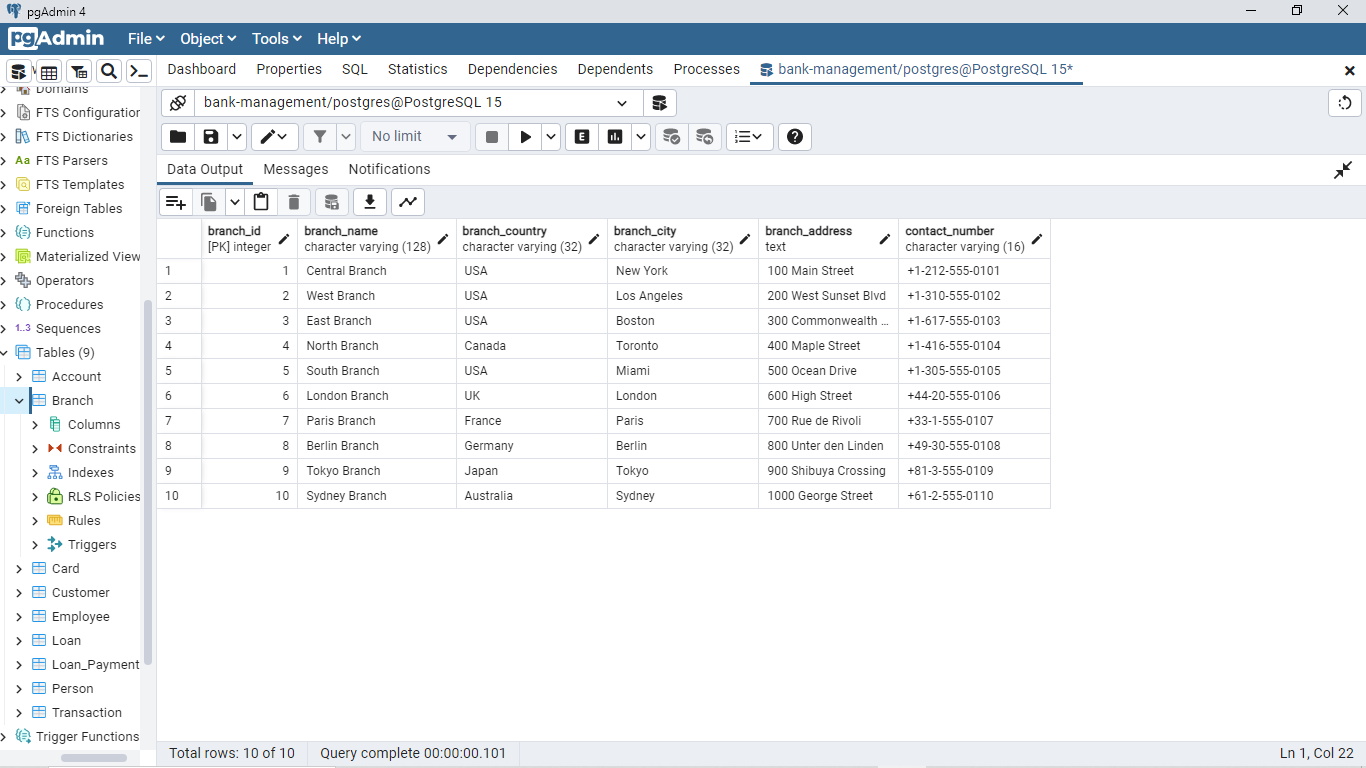 pgAdmin 4
pgAdmin File Object Tools Help
Dashboard Properties SQL Statistics Dependencies Dependents Processes bank-management/postgres@PostgreSQL 15*
bank-management/postgres@PostgreSQL 15
No limit
E
Data Output Messages Notifications
Domains
FTS Configuration
FTS Dictionaries
Aa FTS Parsers
FTS Templates
Foreign Tables
Functions
Materialized View
Operators
Procedures
1..3 Sequences
Tables (9)
Account
Branch
Columns
Constraints
Indexes
RLS Policies
Rules
Triggers
Card
Customer
Employee
Loan
Loan_Payment
Person
Transaction
Trigger Functions
branch_id branch_name branch_country branch_city branch_address contact_number
[PK] integer character varying (128) character varying (32) character varying (32) text character varying (16)
1 1 Central Branch USA New York 100 Main Street +1-212-555-0101
2 2 West Branch USA Los Angeles 200 West Sunset Blvd +1-310-555-0102
3 3 East Branch USA Boston 300 Commonwealth ... +1-617-555-0103
4 4 North Branch Canada Toronto 400 Maple Street +1-416-555-0104
5 5 South Branch USA Miami 500 Ocean Drive +1-305-555-0105
6 6 London Branch UK London 600 High Street +44-20-555-0106
7 7 Paris Branch France Paris 700 Rue de Rivoli +33-1-555-0107
8 8 Berlin Branch Germany Berlin 800 Unter den Linden +49-30-555-0108
9 9 Tokyo Branch Japan Tokyo 900 Shibuya Crossing +81-3-555-0109
10 10 Sydney Branch Australia Sydney 1000 George Street +61-2-555-0110
Total rows: 10 of 10 Query complete 00:00:00.101 Ln 1, Col 22